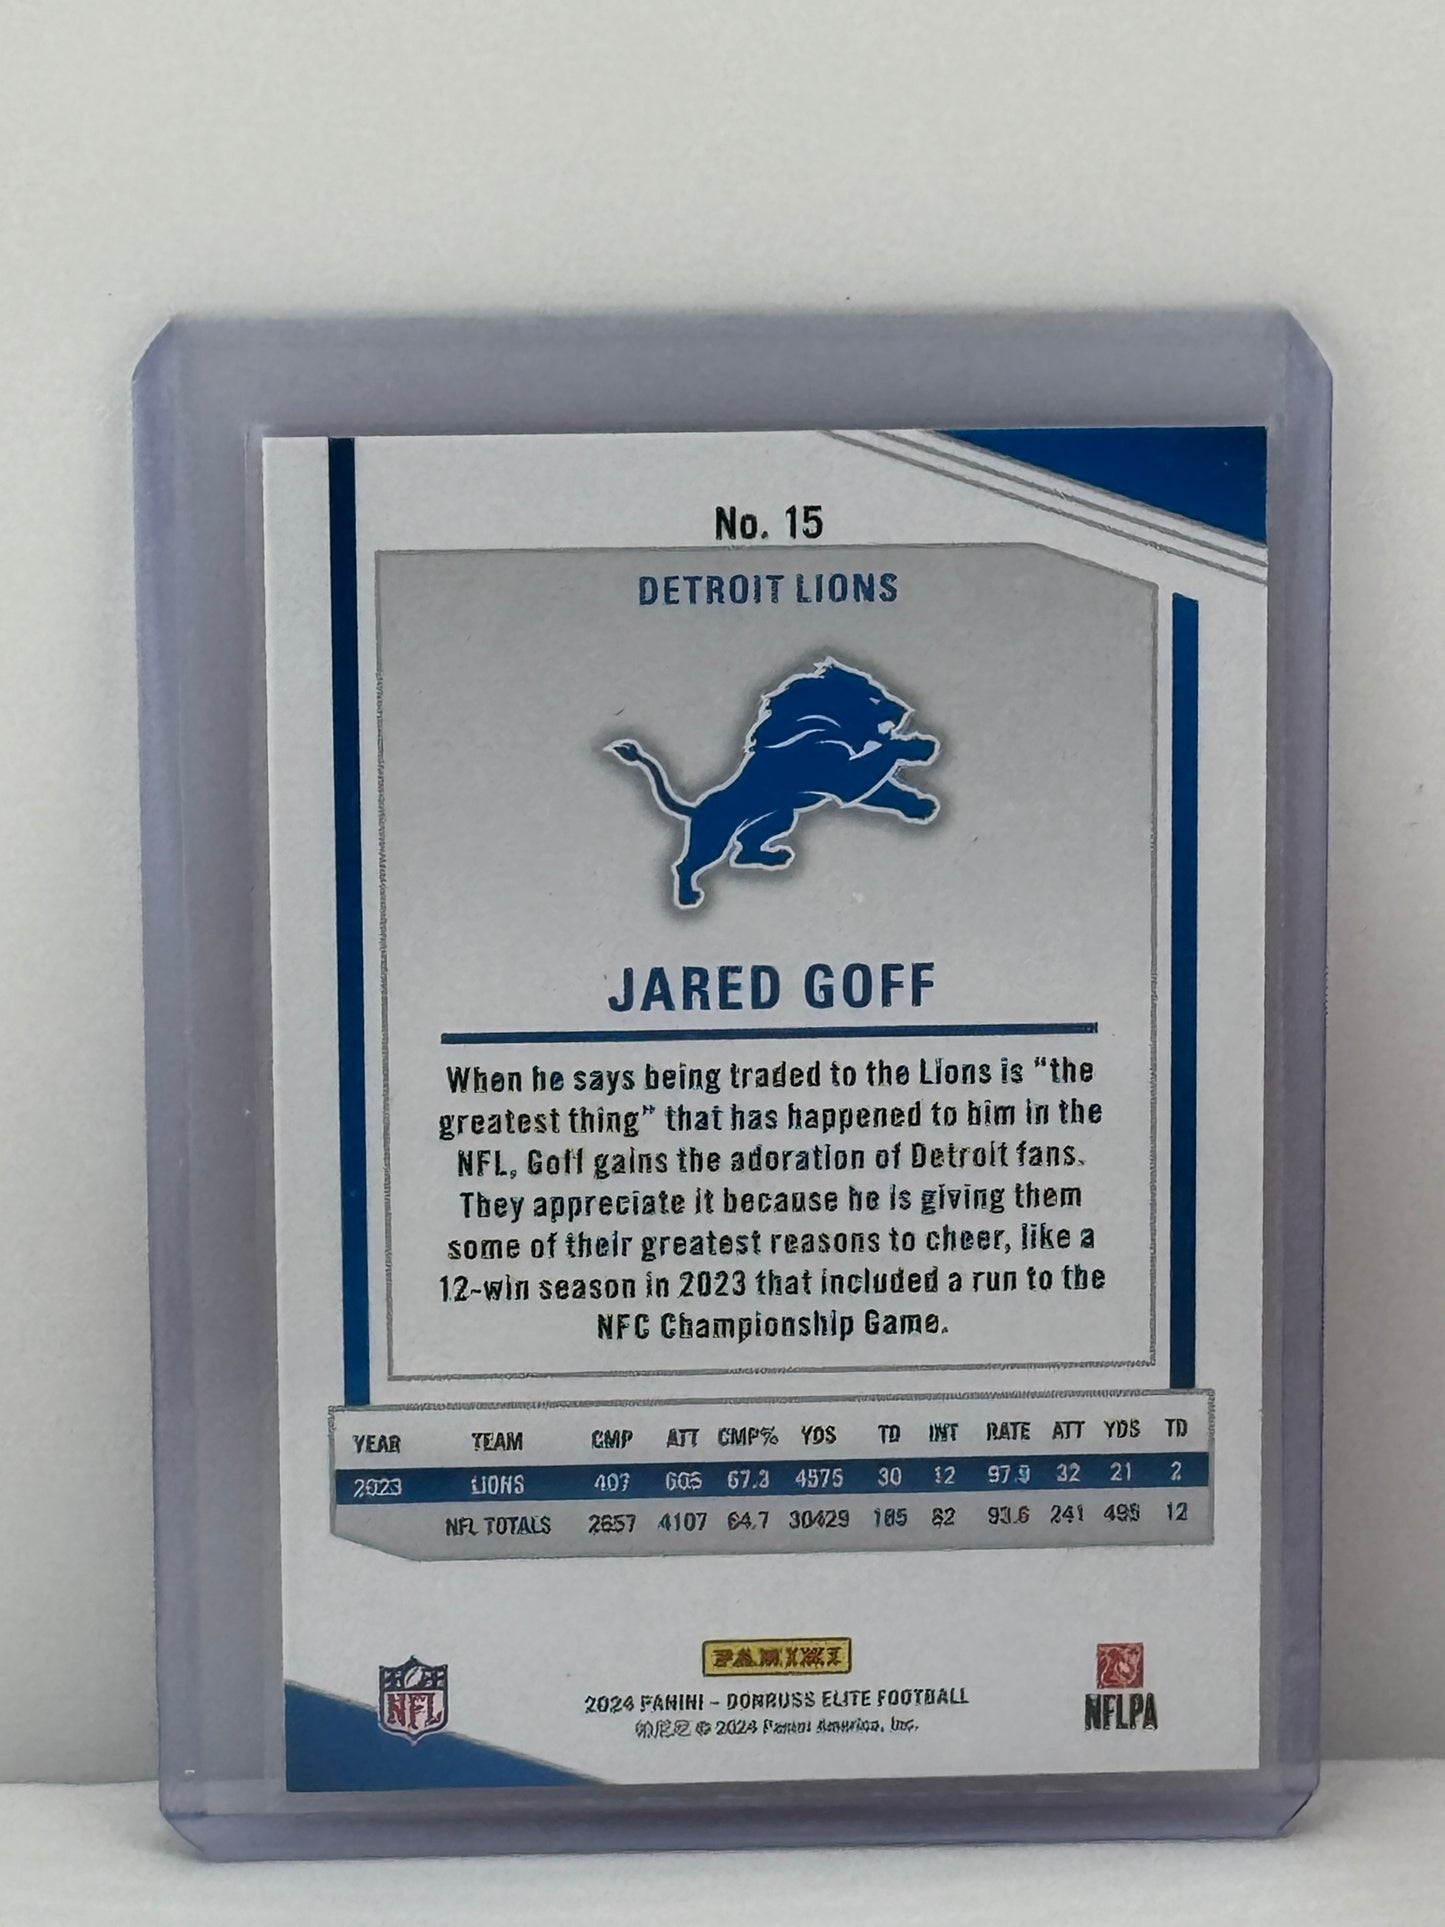 No. 15
DETROIT LIONS
JARED GOFF
When he says being traded to the Lions is “the
greatest thing” that has happened to him in the
NFL, Goff gains the adoration of Detroit fans.
They appreciate it because he is giving them
some of their greatest reasons to cheer, like a
12-win season in 2023 that included a run to the
NFC Championship Game.
YEAR TEAM CMP ATT CMP% YDS TD INT RATE ATT YDS TD
2023 LIONS 407 605 67.3 4575 30 12 97.9 32 21 2
NFL TOTALS 2657 4107 64.7 30429 185 82 93.6 241 12
PANINI
NFL
2024 PANINI - DONRUSS ELITE FOOTBALL
© 2024 Panini America, Inc.
NFLPA